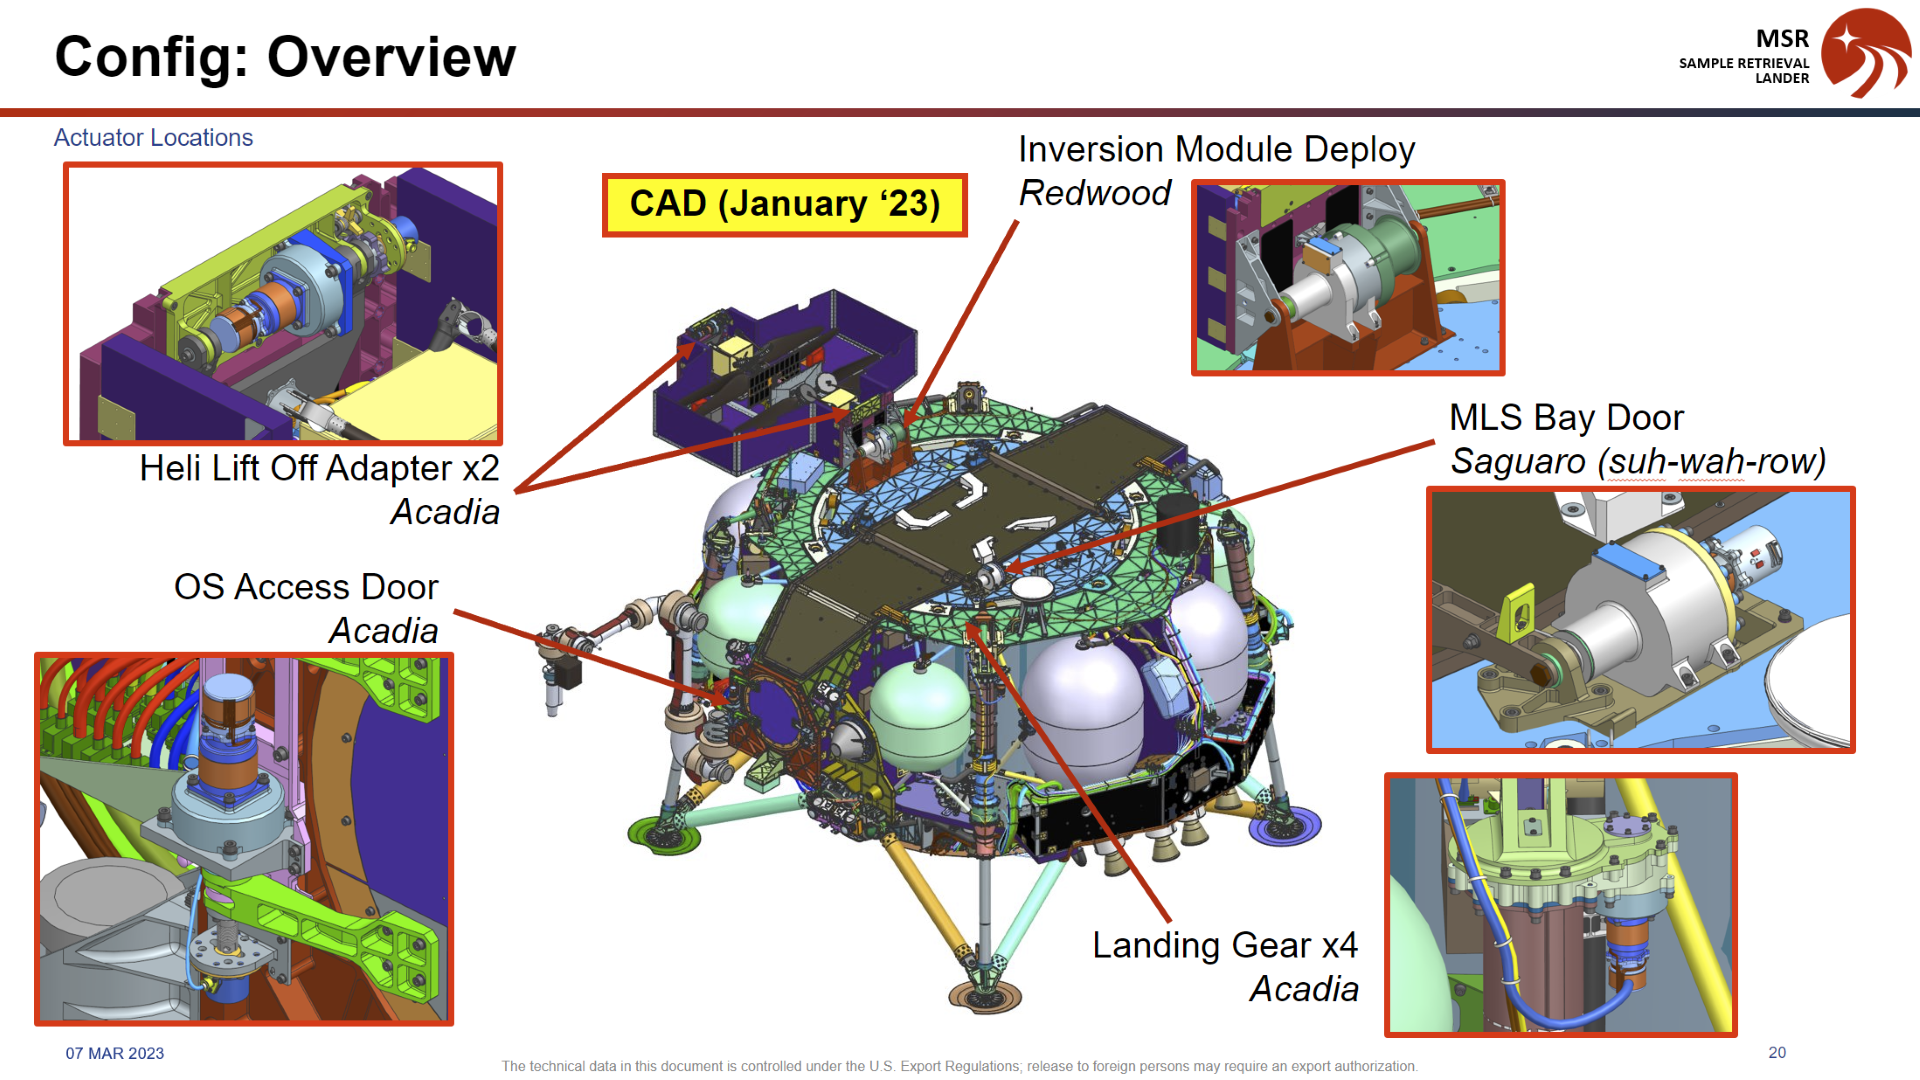 Config: Overview
MSR
SAMPLE RETRIEVAL
LANDER
Actuator Locations
CAD (January ‘23)
Inversion Module Deploy
Redwood
Heli Lift Off Adapter x2
Acadia
MLS Bay Door
Saguaro (suh-wah-row)
OS Access Door
Acadia
Landing Gear x4
Acadia
07 MAR 2023
The technical data in this document is controlled under the U.S. Export Regulations; release to foreign persons may require an export authorization.
20